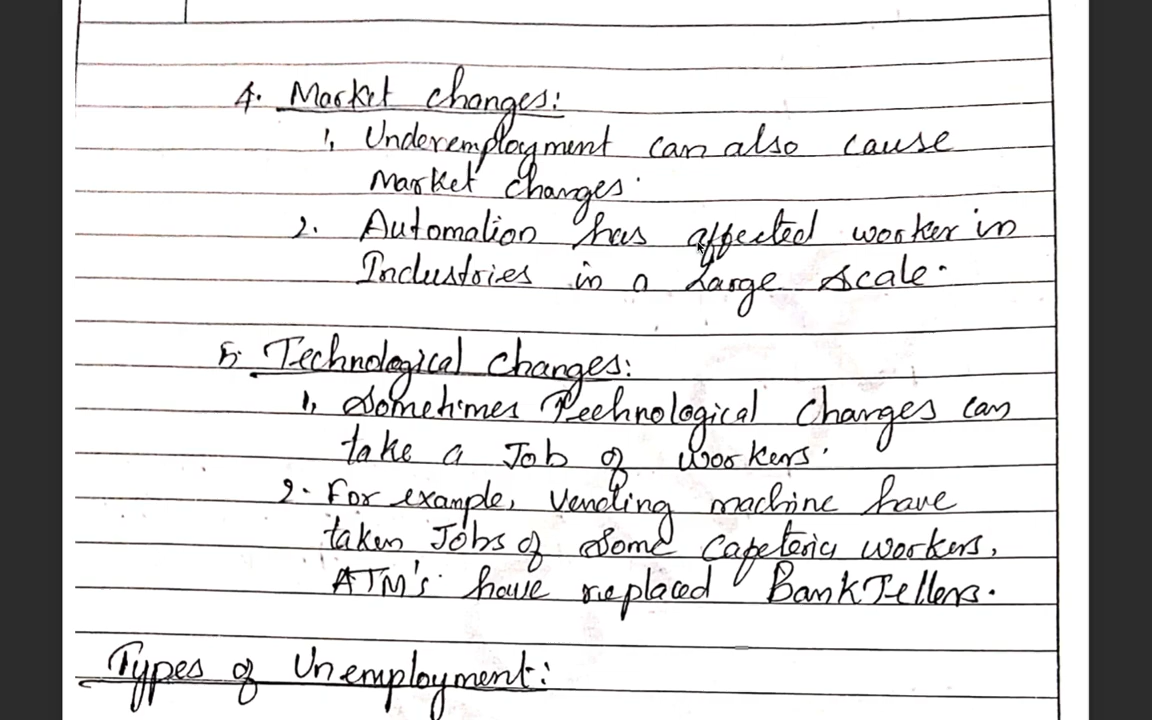 4. Market changes:
1. Underemployment can also cause
Market changes.
2. Automation has affected worker in
Industries in a Large Scale.
5. Technological Changes:
1. Sometimes Technological Changes can
take a Job of workers.
2. For example, Vending machine have
taken Jobs of Some Cafeteria workers,
ATM's have replaced Bank Tellers.
Types of Unemployment: